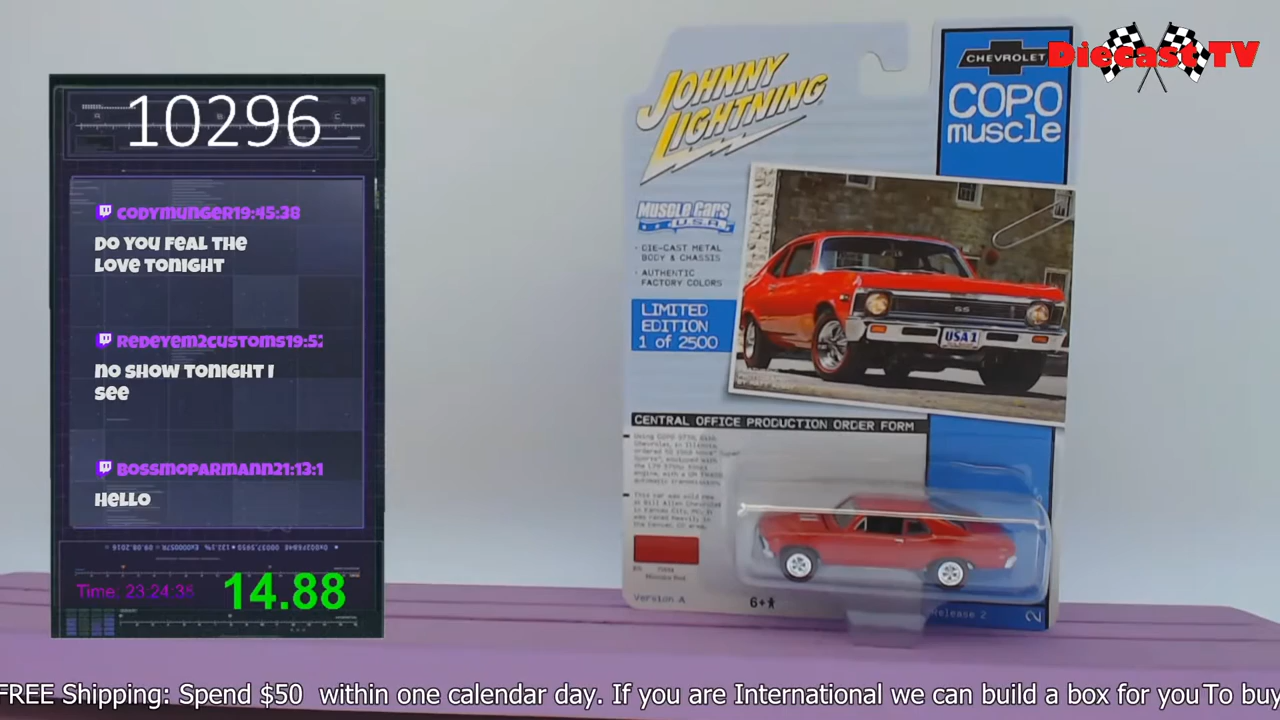 10296
codymunger19:45:38
Do you feal the
love tonight
redeyem2customs19:5
no show tonight I
see
bossmoparmann21:13:1
Hello
Time: 23:24:35
14.88
JOHNNY
LIGHTNING
CHEVROLET
COPO
muscle
Diecast TV
MUSCLE CARS
U.S.A.
· DIE-CAST METAL
BODY & CHASSIS
· AUTHENTIC
FACTORY COLORS
LIMITED
EDITION
1 of 2500
SS
USA 1
CENTRAL OFFICE PRODUCTION ORDER FORM
Version A
6+
Release 2
2
FREE Shipping: Spend $50 within one calendar day. If you are International we can build a box for you To buy